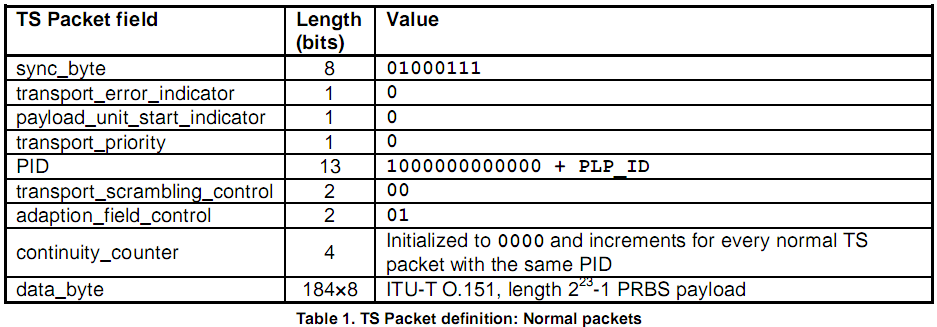 TS Packet field Length (bits) Value
sync_byte 8 01000111
transport_error_indicator 1 0
payload_unit_start_indicator 1 0
transport_priority 1 0
PID 13 1000000000000 + PLP_ID
transport_scrambling_control 2 00
adaption_field_control 2 01
continuity_counter 4 Initialized to 0000 and increments for every normal TS
packet with the same PID
data_byte 184×8 ITU-T O.151, length 2²³-1 PRBS payload
Table 1. TS Packet definition: Normal packets